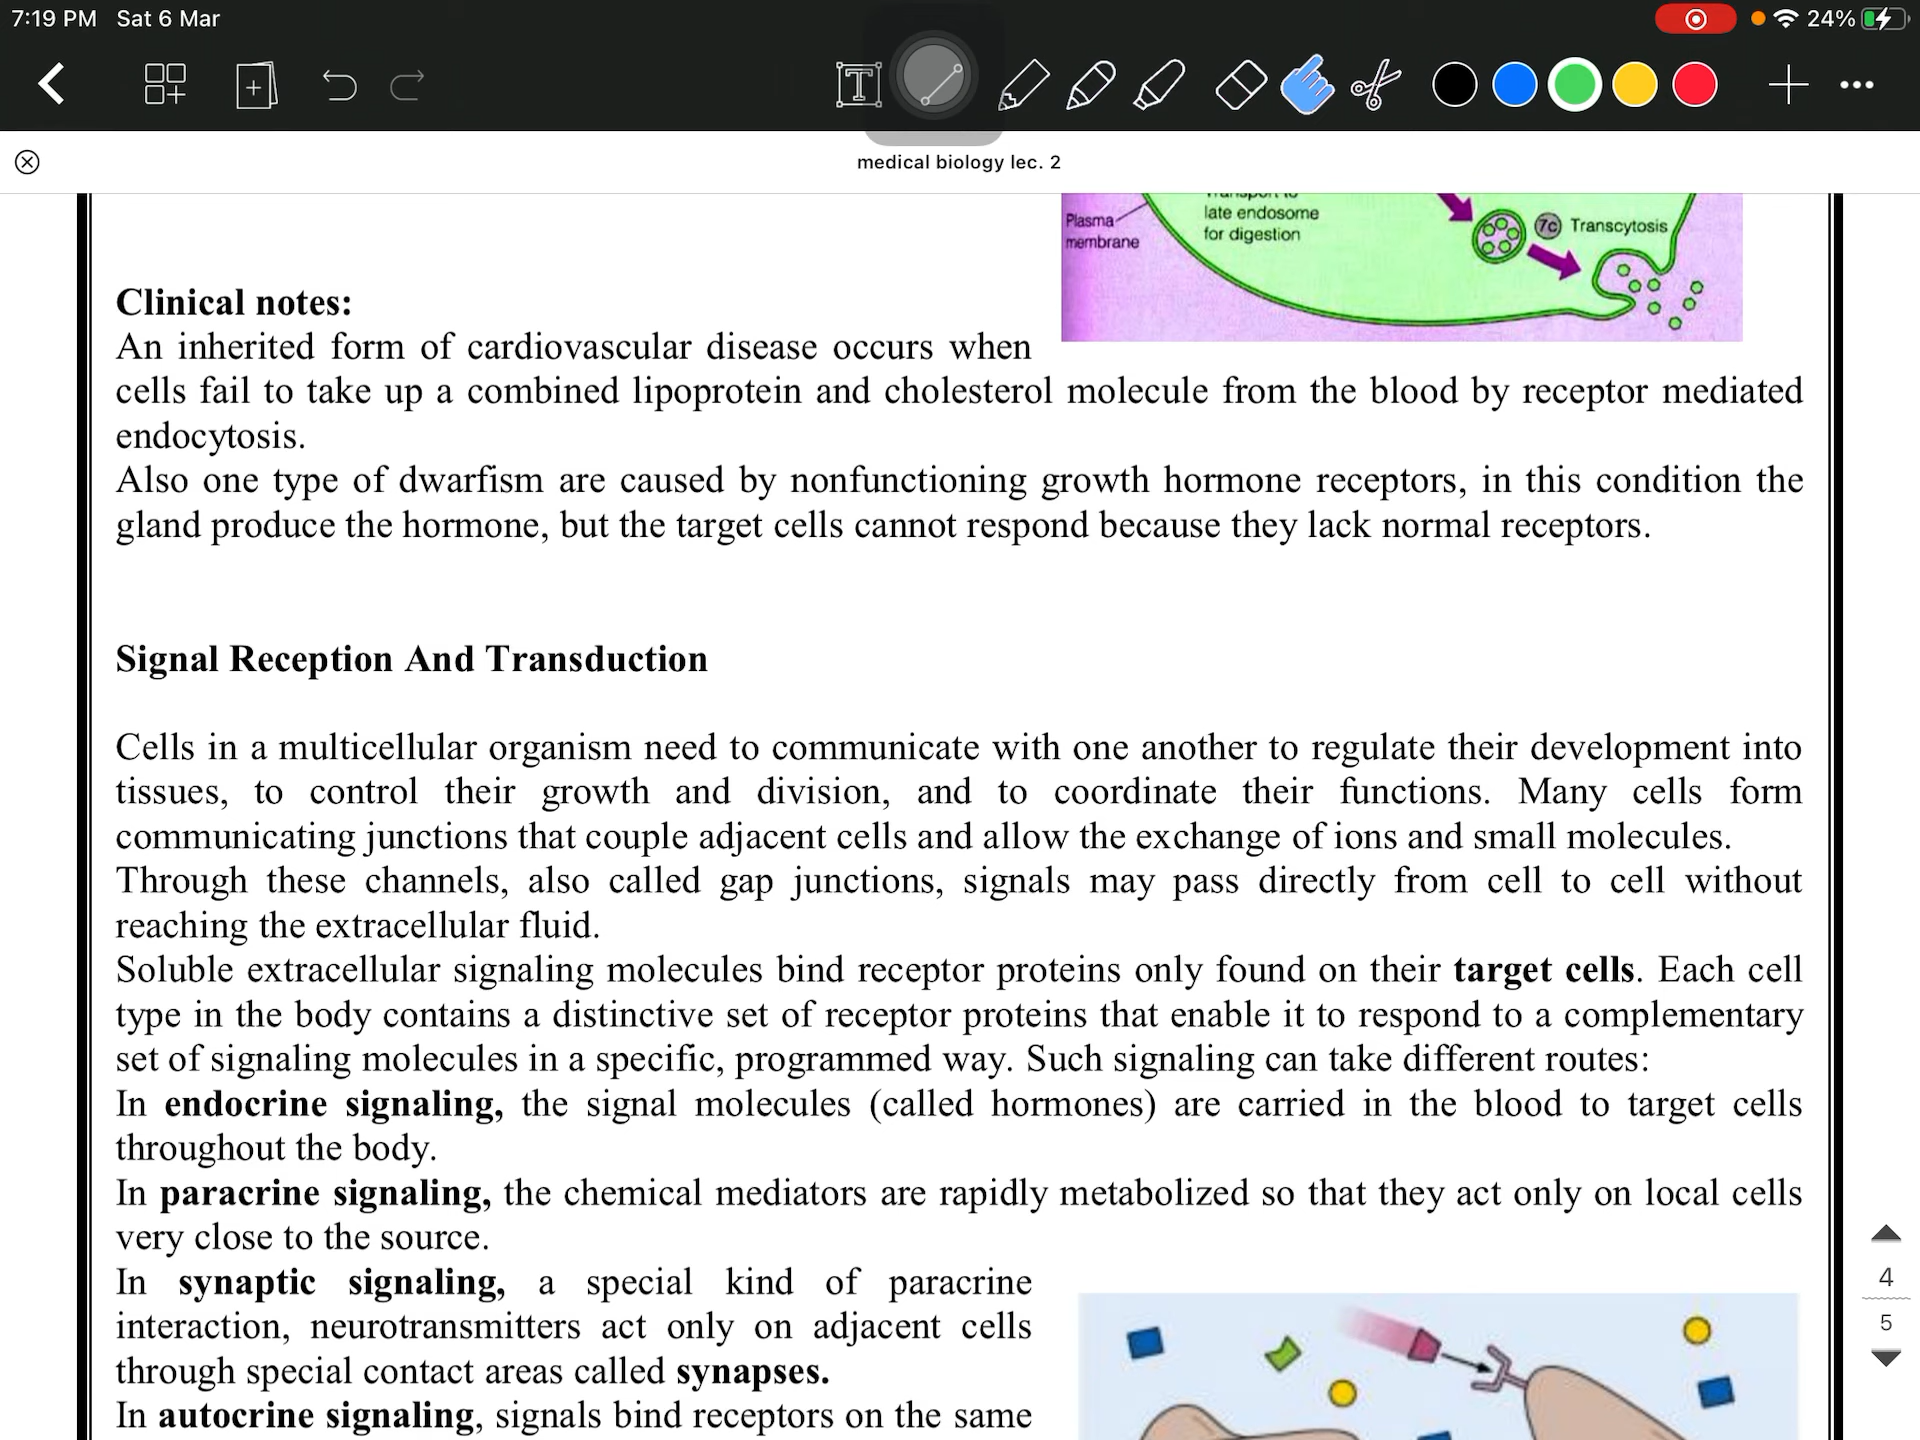 7:19 PM Sat 6 Mar
24%
T
medical biology lec. 2
Plasma
membrane
late endosome
for digestion
7c Transcytosis
Clinical notes:
An inherited form of cardiovascular disease occurs when
cells fail to take up a combined lipoprotein and cholesterol molecule from the blood by receptor mediated
endocytosis.
Also one type of dwarfism are caused by nonfunctioning growth hormone receptors, in this condition the
gland produce the hormone, but the target cells cannot respond because they lack normal receptors.
Signal Reception And Transduction
Cells in a multicellular organism need to communicate with one another to regulate their development into
tissues, to control their growth and division, and to coordinate their functions. Many cells form
communicating junctions that couple adjacent cells and allow the exchange of ions and small molecules.
Through these channels, also called gap junctions, signals may pass directly from cell to cell without
reaching the extracellular fluid.
Soluble extracellular signaling molecules bind receptor proteins only found on their target cells. Each cell
type in the body contains a distinctive set of receptor proteins that enable it to respond to a complementary
set of signaling molecules in a specific, programmed way. Such signaling can take different routes:
In endocrine signaling, the signal molecules (called hormones) are carried in the blood to target cells
throughout the body.
In paracrine signaling, the chemical mediators are rapidly metabolized so that they act only on local cells
very close to the source.
In synaptic signaling, a special kind of paracrine
interaction, neurotransmitters act only on adjacent cells
through special contact areas called synapses.
In autocrine signaling, signals bind receptors on the same
4
5